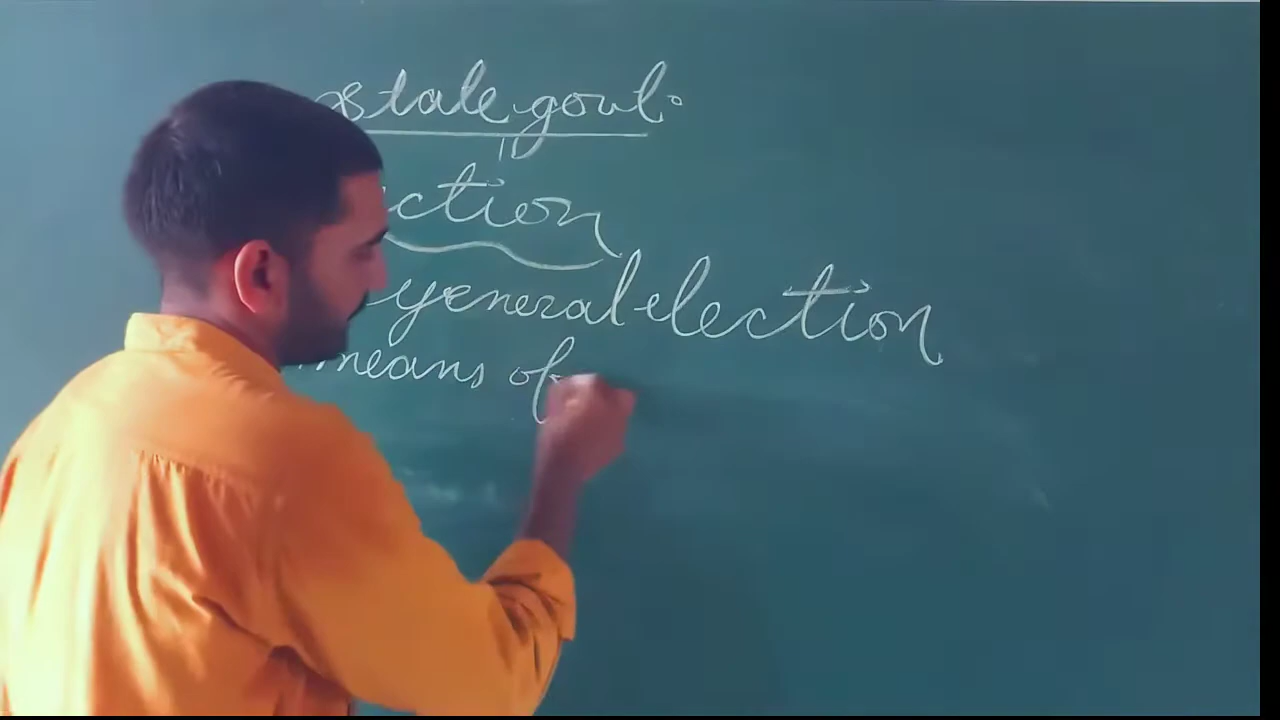 state govt.
ction
general election
means of